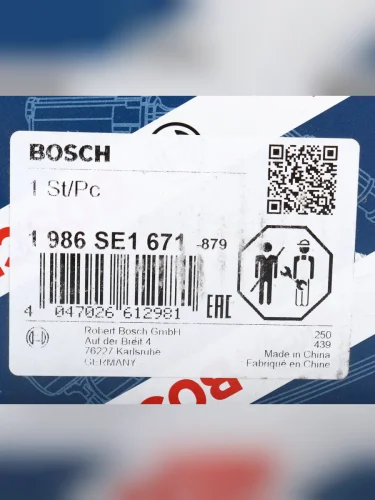 BOSCH
1 St/Pc
1 986 SE1 671 -879
4 047026 612981
EAC
Robert Bosch GmbH
Auf der Breit 4
76227 Karlsruhe
GERMANY
250
439
Made in China
Fabriqué en Chine